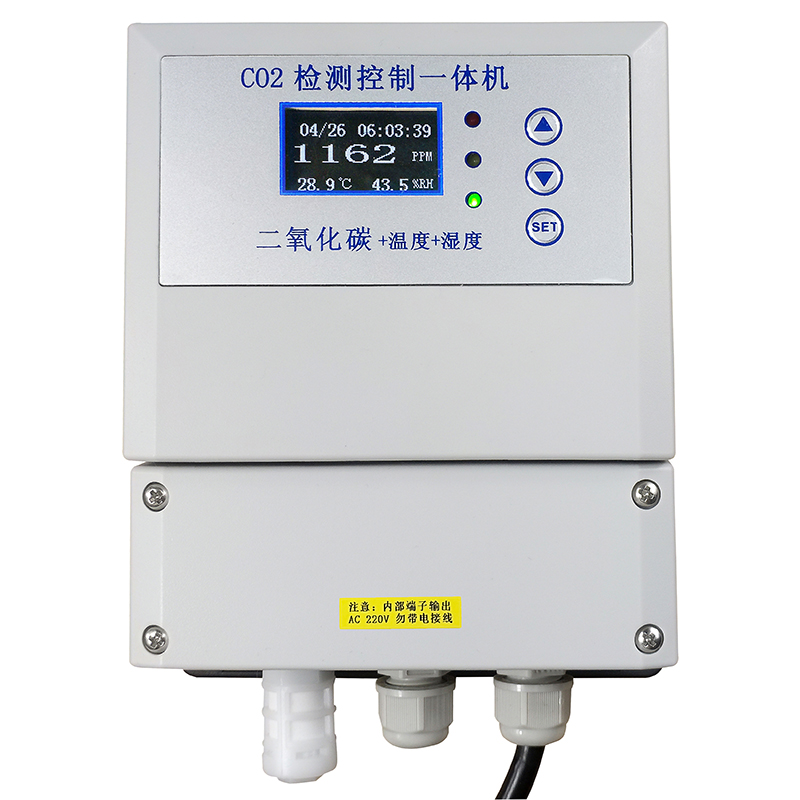 CO2 检测控制一体机
04/26 06:03:39
1162 PPM
28.9℃ 43.5%RH
SET
二氧化碳+温度+湿度
注意：内部端子输出
AC 220V 勿带电接线